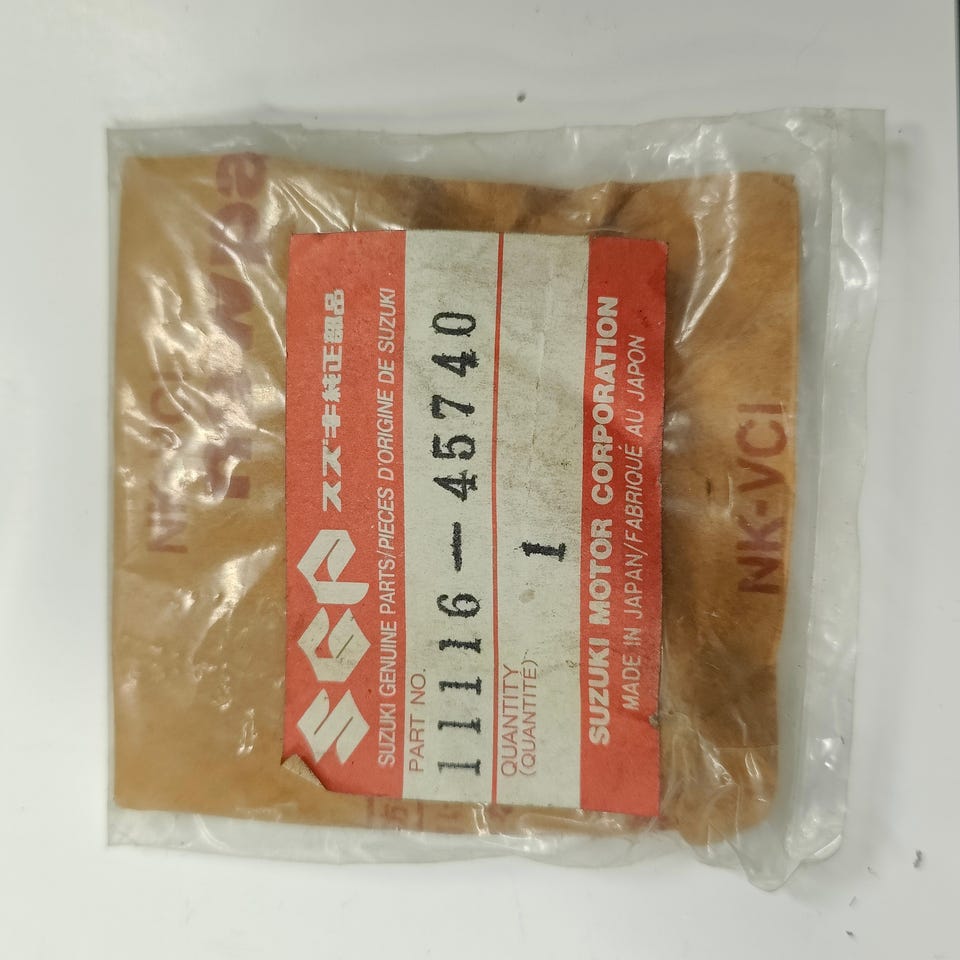 SGP スズキ純正部品
SUZUKI GENUINE PARTS/PIECES D'ORIGINE DE SUZUKI
PART NO.
11116-45740
QUANTITY
(QUANTITÉ)
1
SUZUKI MOTOR CORPORATION
MADE IN JAPAN/FABRIQUÉ AU JAPON
NK-VCI